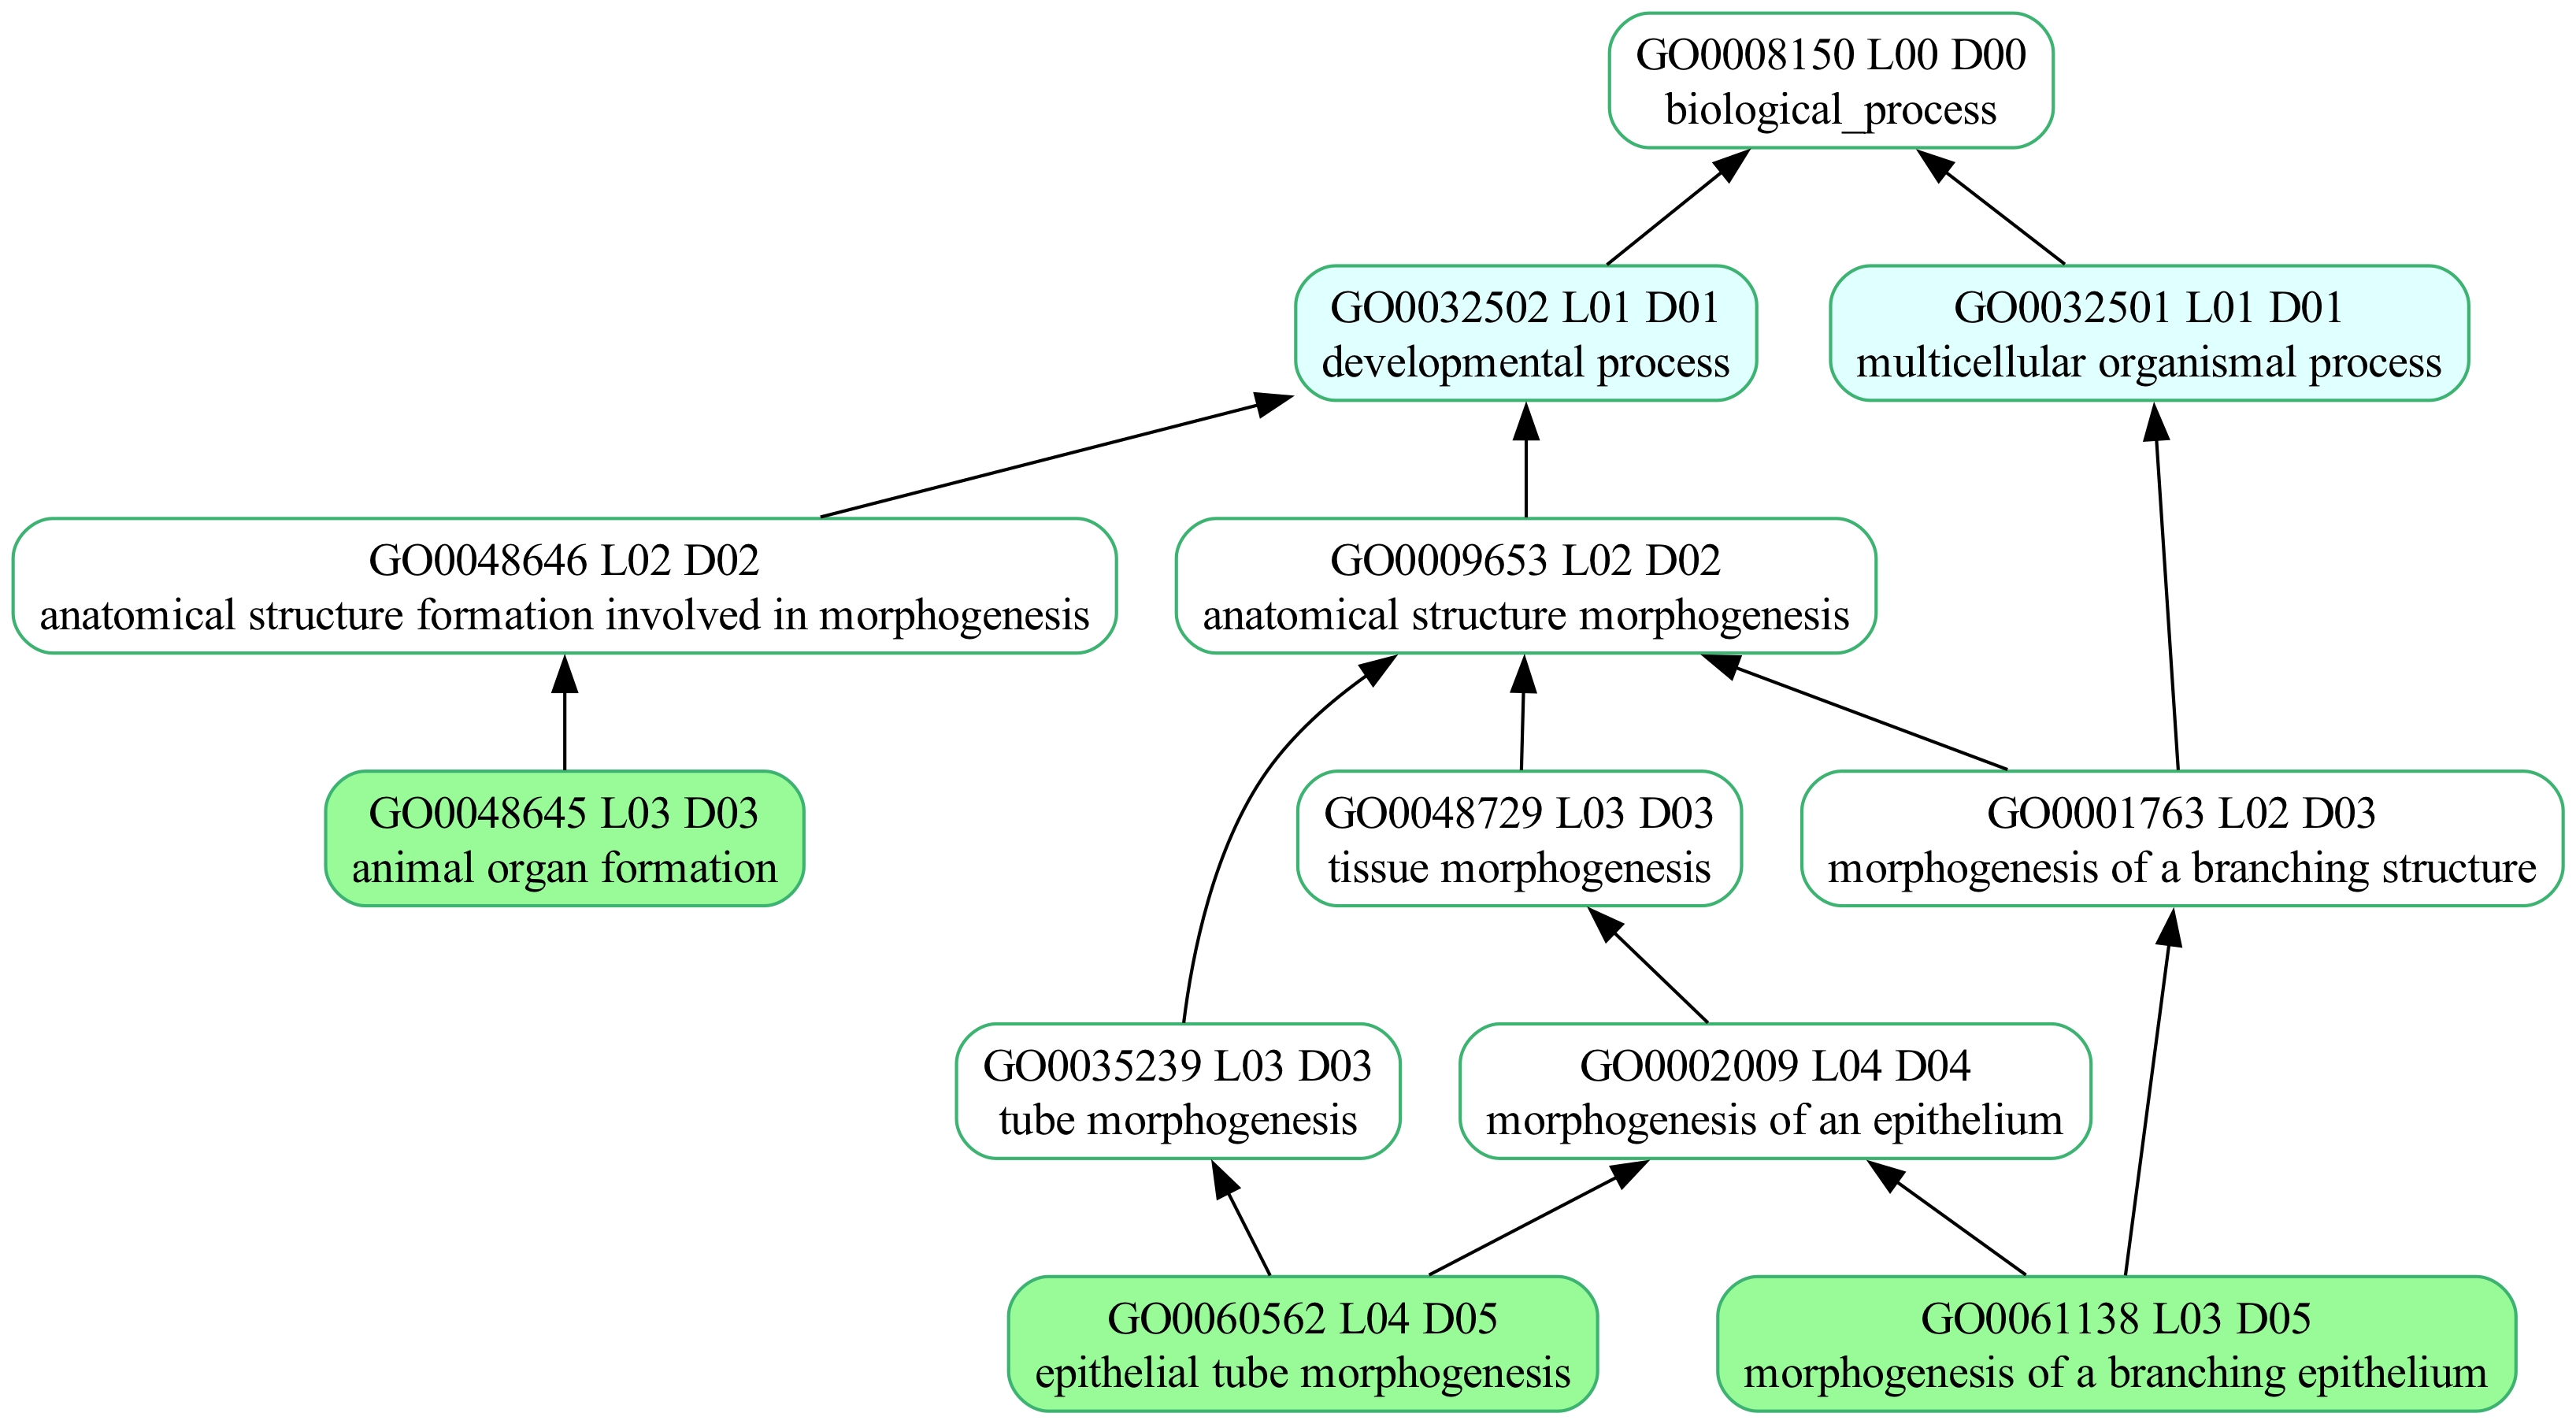 GO0008150 L00 D00
biological_process
GO0032502 L01 D01
developmental process
GO0032501 L01 D01
multicellular organismal process
GO0048646 L02 D02
anatomical structure formation involved in morphogenesis
GO0009653 L02 D02
anatomical structure morphogenesis
GO0048645 L03 D03
animal organ formation
GO0048729 L03 D03
tissue morphogenesis
GO0001763 L02 D03
morphogenesis of a branching structure
GO0035239 L03 D03
tube morphogenesis
GO0002009 L04 D04
morphogenesis of an epithelium
GO0060562 L04 D05
epithelial tube morphogenesis
GO0061138 L03 D05
morphogenesis of a branching epithelium